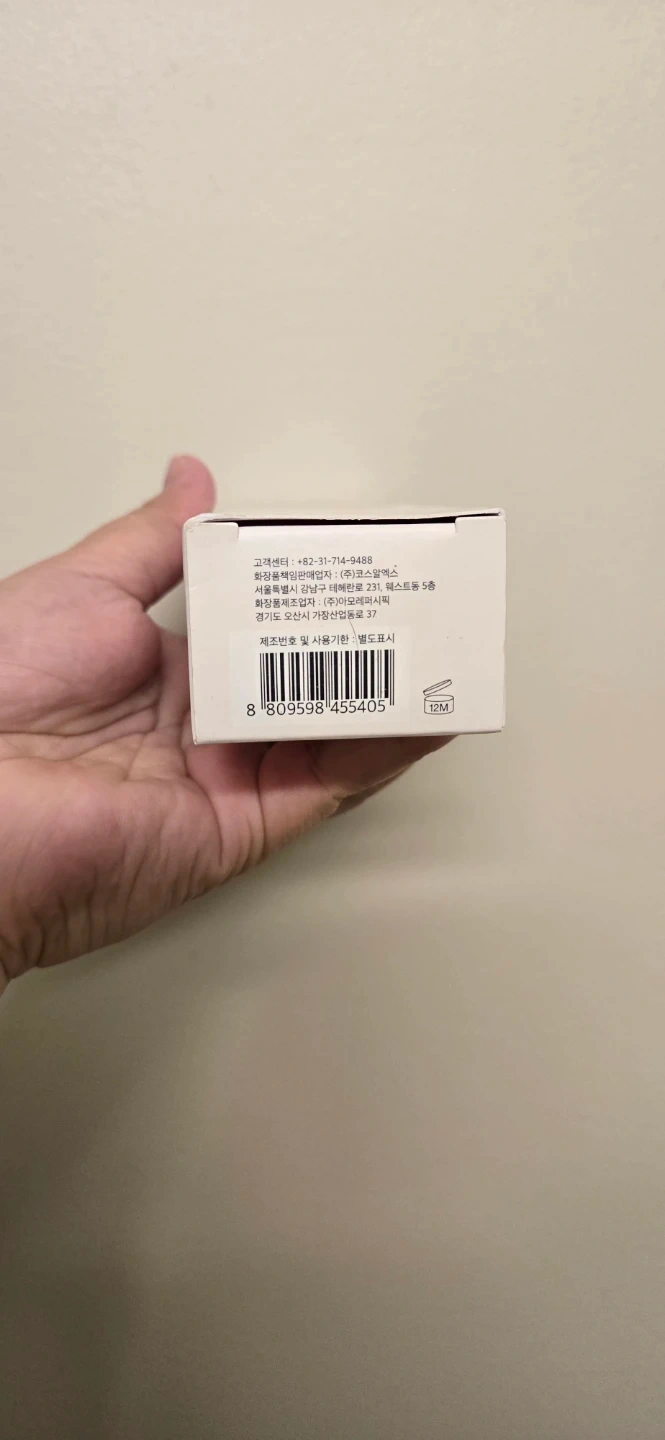 고객센터 : +82-31-714-9488
화장품책임판매업자 : (주)코스알엑스
서울특별시 강남구 테헤란로 231, 웨스트동 5층
화장품제조업자 : (주)아모레퍼시픽
경기도 오산시 가장산업동로 37
제조번호 및 사용기한 : 별도표시
8 809598 455405
12M